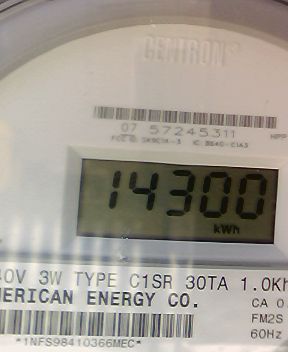 CENTRON®
07 57245311
14300
kWh
40V 3W TYPE C1SR 30TA 1.0Kh
MERICAN ENERGY CO.
CA 0.
FM2S
60Hz
*1NFS98410366MEC*